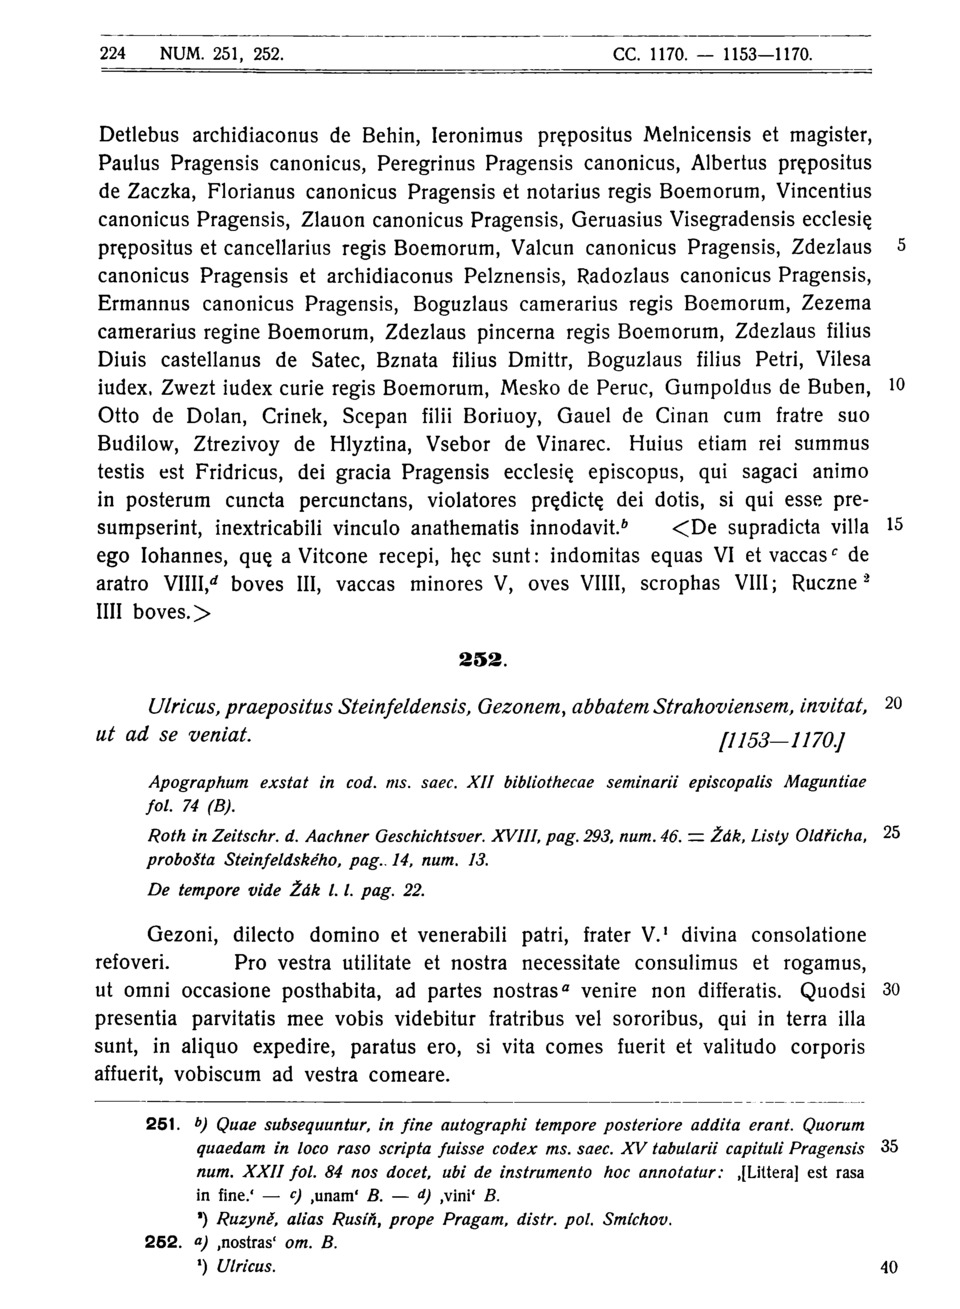 224 NUM. 251, 252. CC. 1170. — 1153—1170.
Detlebus archidiaconus de Behin, Ieronimus prępositus Melnicensis et magister,
Paulus Pragensis canonicus, Peregrinus Pragensis canonicus, Albertus prępositus
de Zaczka, Florianus canonicus Pragensis et notarius regis Boemorum, Vincentius
canonicus Pragensis, Zlauon canonicus Pragensis, Geruasius Visegradensis ecclesię
prępositus et cancellarius regis Boemorum, Valcun canonicus Pragensis, Zdezlaus 5
canonicus Pragensis et archidiaconus Pelznensis, Radozlaus canonicus Pragensis,
Ermannus canonicus Pragensis, Boguzlaus camerarius regis Boemorum, Zezema
camerarius regine Boemorum, Zdezlaus pincerna regis Boemorum, Zdezlaus filius
Diuis castellanus de Satec, Bznata filius Dmittr, Boguzlaus filius Petri, Vilesa
iudex, Zwezt iudex curie regis Boemorum, Mesko de Peruc, Gumpoldus de Buben, 10
Otto de Dolan, Crinek, Scepan filii Boriuoy, Gauel de Cinan cum fratre suo
Budilow, Ztrezivoy de Hlyztina, Vsebor de Vinarec. Huius etiam rei summus
testis est Fridricus, dei gracia Pragensis ecclesię episcopus, qui sagaci animo
in posterum cuncta percunctans, violatores prędictę dei dotis, si qui esse pre-
sumpserint, inextricabili vinculo anathematis innodavit.ᵇ <De supradicta villa 15
ego Iohannes, quę a Vitcone recepi, hęc sunt: indomitas equas VI et vaccasᶜ de
aratro VIIII,ᵈ boves III, vaccas minores V, oves VIIII, scrophas VIII; Ruczne²
IIII boves.>
252.
Ulricus, praepositus Steinfeldensis, Gezonem, abbatem Strahoviensem, invitat, 20
ut ad se veniat. [1153—1170.]
Apographum exstat in cod. ms. saec. XII bibliothecae seminarii episcopalis Maguntiae
fol. 74 (B).
Roth in Zeitschr. d. Aachner Geschichtsver. XVIII, pag. 293, num. 46. = Žák, Listy Oldřicha, 25
probošta Steinfeldského, pag. 14, num. 13.
De tempore vide Žák l. l. pag. 22.
Gezoni, dilecto domino et venerabili patri, frater V.¹ divina consolatione
refoveri. Pro vestra utilitate et nostra necessitate consulimus et rogamus,
ut omni occasione posthabita, ad partes nostrasᵃ venire non differatis. Quodsi 30
presentia parvitatis mee vobis videbitur fratribus vel sororibus, qui in terra illa
sunt, in aliquo expedire, paratus ero, si vita comes fuerit et valitudo corporis
affuerit, vobiscum ad vestra comeare.
251. ᵇ) Quae subsequuntur, in fine autographi tempore posteriore addita erant. Quorum
quaedam in loco raso scripta fuisse codex ms. saec. XV tabularii capituli Pragensis 35
num. XXII fol. 84 nos docet, ubi de instrumento hoc annotatur: ‚[Littera] est rasa
in fine.‘ — ᶜ) ‚unam‘ B. — ᵈ) ‚vini‘ B.
²) Ruzyně, alias Rusíň, prope Pragam, distr. pol. Smíchov.
252. ᵃ) ‚nostras‘ om. B.
¹) Ulricus. 40